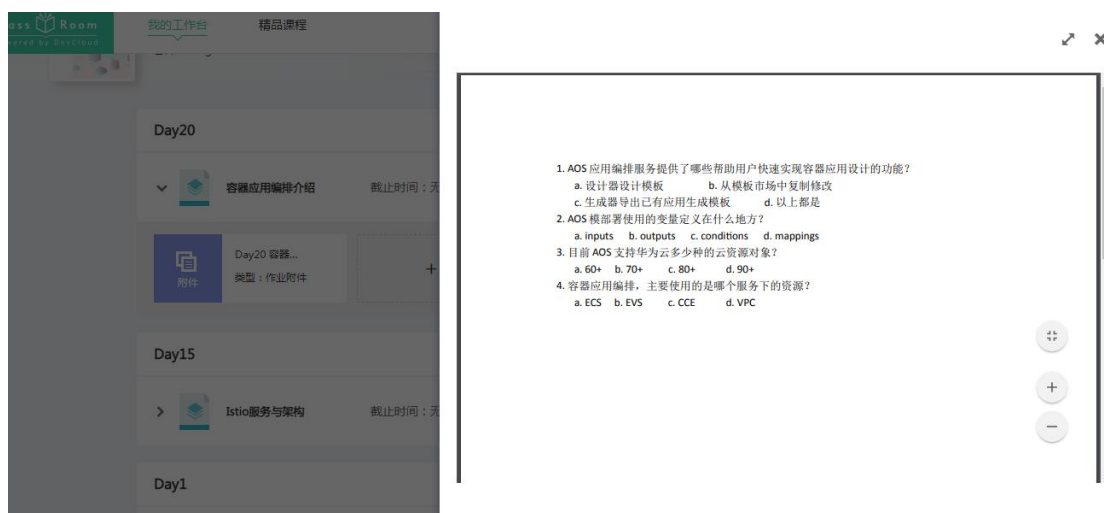 ass Room
ered by DevCloud
我的工作台
精品课程
Day20
容器应用编排介绍
截止时间：无
附件
Day20 容器...
类型：作业附件
+
Day15
Istio服务与架构
截止时间：无
Day1
1. AOS 应用编排服务提供了哪些帮助用户快速实现容器应用设计的功能？
a. 设计器设计模板 b. 从模板市场中复制修改
c. 生成器导出已有应用生成模板 d. 以上都是
2. AOS 模部署使用的变量定义在什么地方？
a. inputs b. outputs c. conditions d. mappings
3. 目前 AOS 支持华为云多少种的云资源对象？
a. 60+ b. 70+ c. 80+ d. 90+
4. 容器应用编排，主要使用的是哪个服务下的资源？
a. ECS b. EVS c. CCE d. VPC